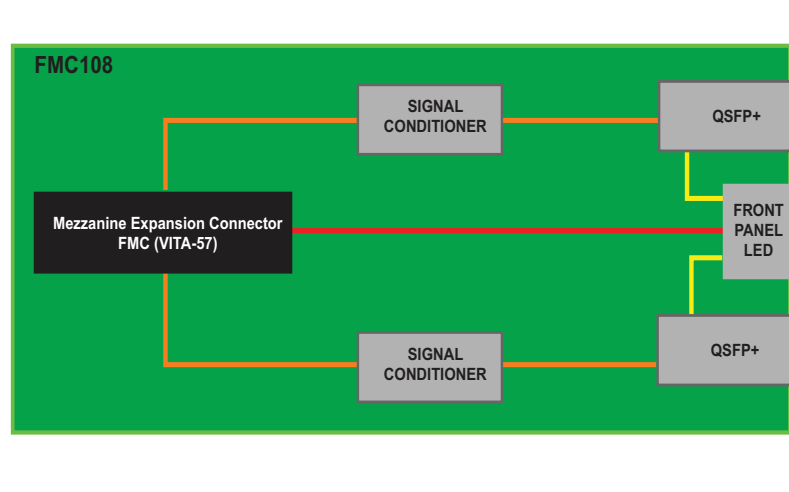 FMC108
SIGNAL
CONDITIONER
QSFP+
Mezzanine Expansion Connector
FMC (VITA-57)
FRONT
PANEL
LED
SIGNAL
CONDITIONER
QSFP+